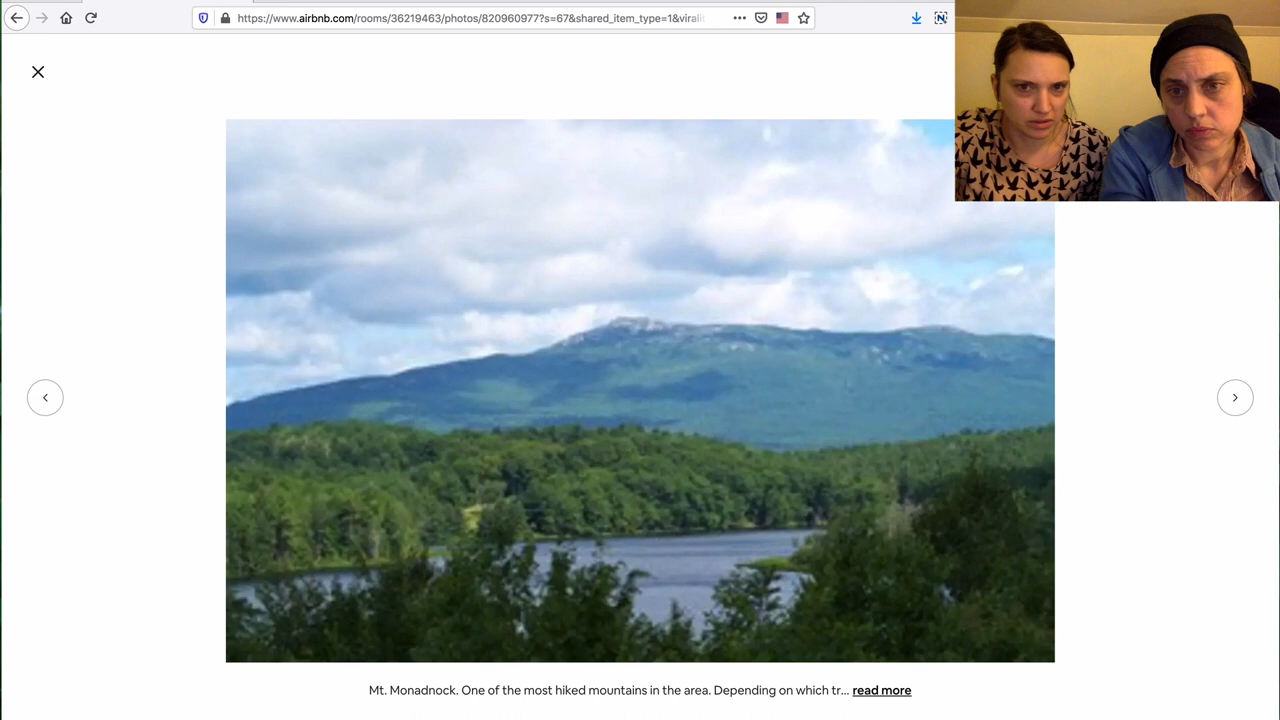 https://www.airbnb.com/rooms/36219463/photos/820960977?s=67&shared_item_type=1&virali
Mt. Monadnock. One of the most hiked mountains in the area. Depending on which tr... read more